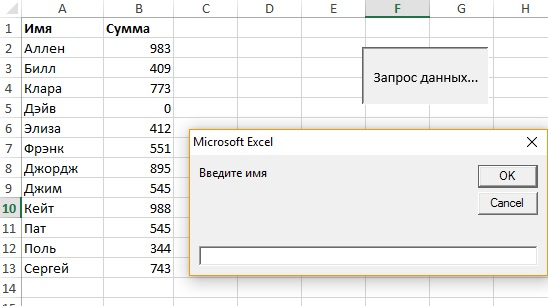 A B C D E F G H
1 Имя Сумма
2 Аллен 983
3 Билл 409
4 Клара 773
5 Дэйв 0
6 Элиза 412
7 Фрэнк 551
8 Джордж 895
9 Джим 545
10 Кейт 988
11 Пат 545
12 Поль 344
13 Сергей 743
14
15
Запрос данных...
Microsoft Excel
Введите имя
OK
Cancel